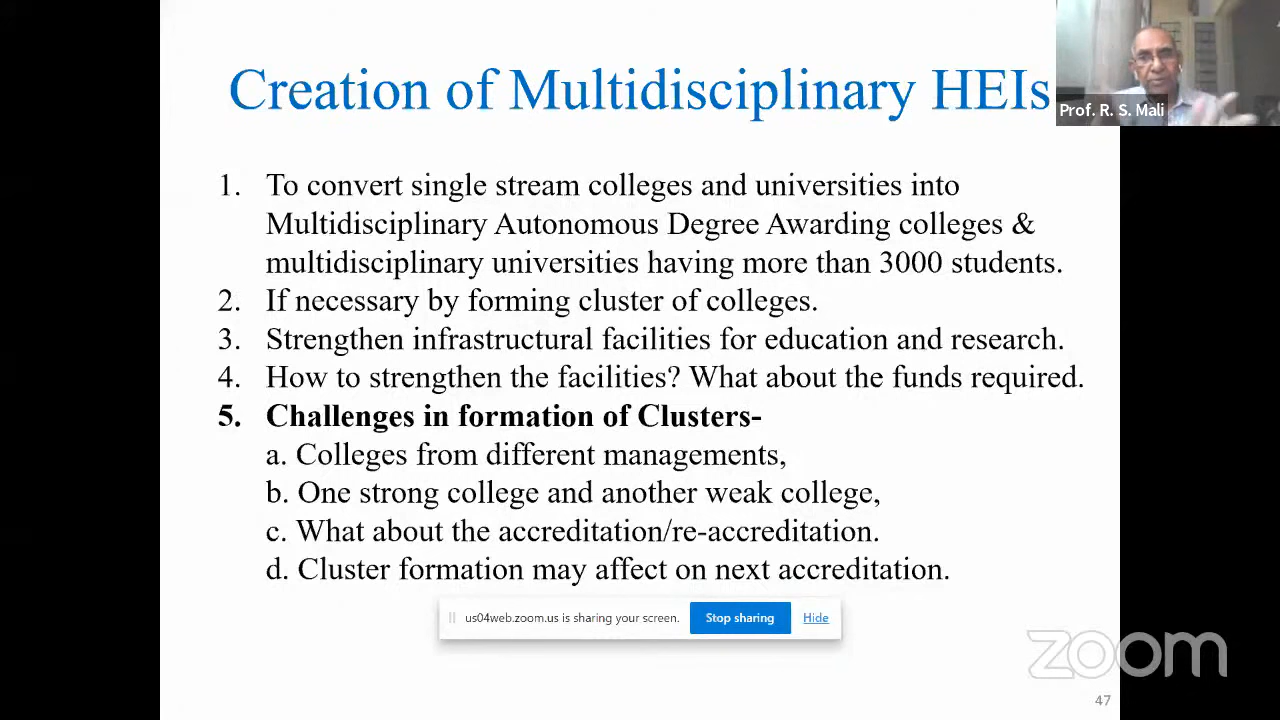 Creation of Multidisciplinary HEIs
Prof. R. S. Mali
1. To convert single stream colleges and universities into
Multidisciplinary Autonomous Degree Awarding colleges &
multidisciplinary universities having more than 3000 students.
2. If necessary by forming cluster of colleges.
3. Strengthen infrastructural facilities for education and research.
4. How to strengthen the facilities? What about the funds required.
5. Challenges in formation of Clusters-
a. Colleges from different managements,
b. One strong college and another weak college,
c. What about the accreditation/re-accreditation.
d. Cluster formation may affect on next accreditation.
us04web.zoom.us is sharing your screen. Stop sharing Hide
zoom
47